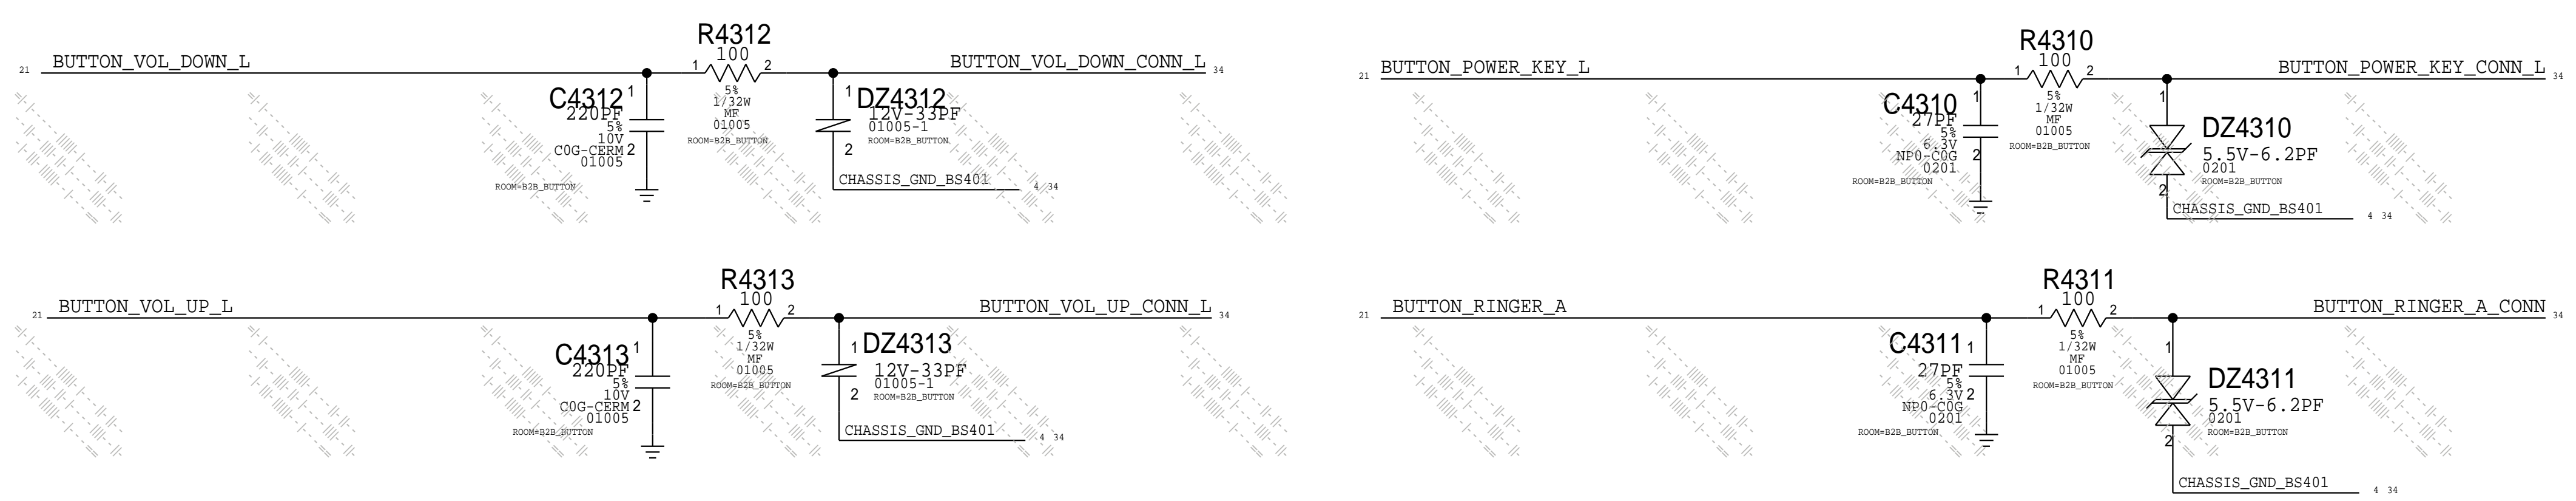 R4312
100
21 BUTTON_VOL_DOWN_L 1 2 BUTTON_VOL_DOWN_CONN_L 34
5%
1/32W
MF
01005
ROOM=B2B_BUTTON
C4312 1
220PF
5%
10V
C0G-CERM 2
01005
ROOM=B2B_BUTTON
1 DZ4312
12V-33PF
01005-1
2 ROOM=B2B_BUTTON
CHASSIS_GND_BS401 4 34
R4310
100
21 BUTTON_POWER_KEY_L 1 2 BUTTON_POWER_KEY_CONN_L 34
5%
1/32W
MF
01005
ROOM=B2B_BUTTON
1
C4310
27PF
5%
6.3V
NP0-C0G 2
0201
ROOM=B2B_BUTTON
1
DZ4310
5.5V-6.2PF
0201
ROOM=B2B_BUTTON
2
CHASSIS_GND_BS401 4 34
R4313
100
21 BUTTON_VOL_UP_L 1 2 BUTTON_VOL_UP_CONN_L 34
5%
1/32W
MF
01005
ROOM=B2B_BUTTON
C4313 1
220PF
5%
10V
C0G-CERM 2
01005
ROOM=B2B_BUTTON
1 DZ4313
12V-33PF
01005-1
2 ROOM=B2B_BUTTON
CHASSIS_GND_BS401 4 34
R4311
100
21 BUTTON_RINGER_A 1 2 BUTTON_RINGER_A_CONN 34
5%
1/32W
MF
01005
ROOM=B2B_BUTTON
C4311 1
27PF
5%
6.3V 2
NP0-C0G
0201
ROOM=B2B_BUTTON
1
DZ4311
5.5V-6.2PF
0201
ROOM=B2B_BUTTON
2
CHASSIS_GND_BS401 4 34